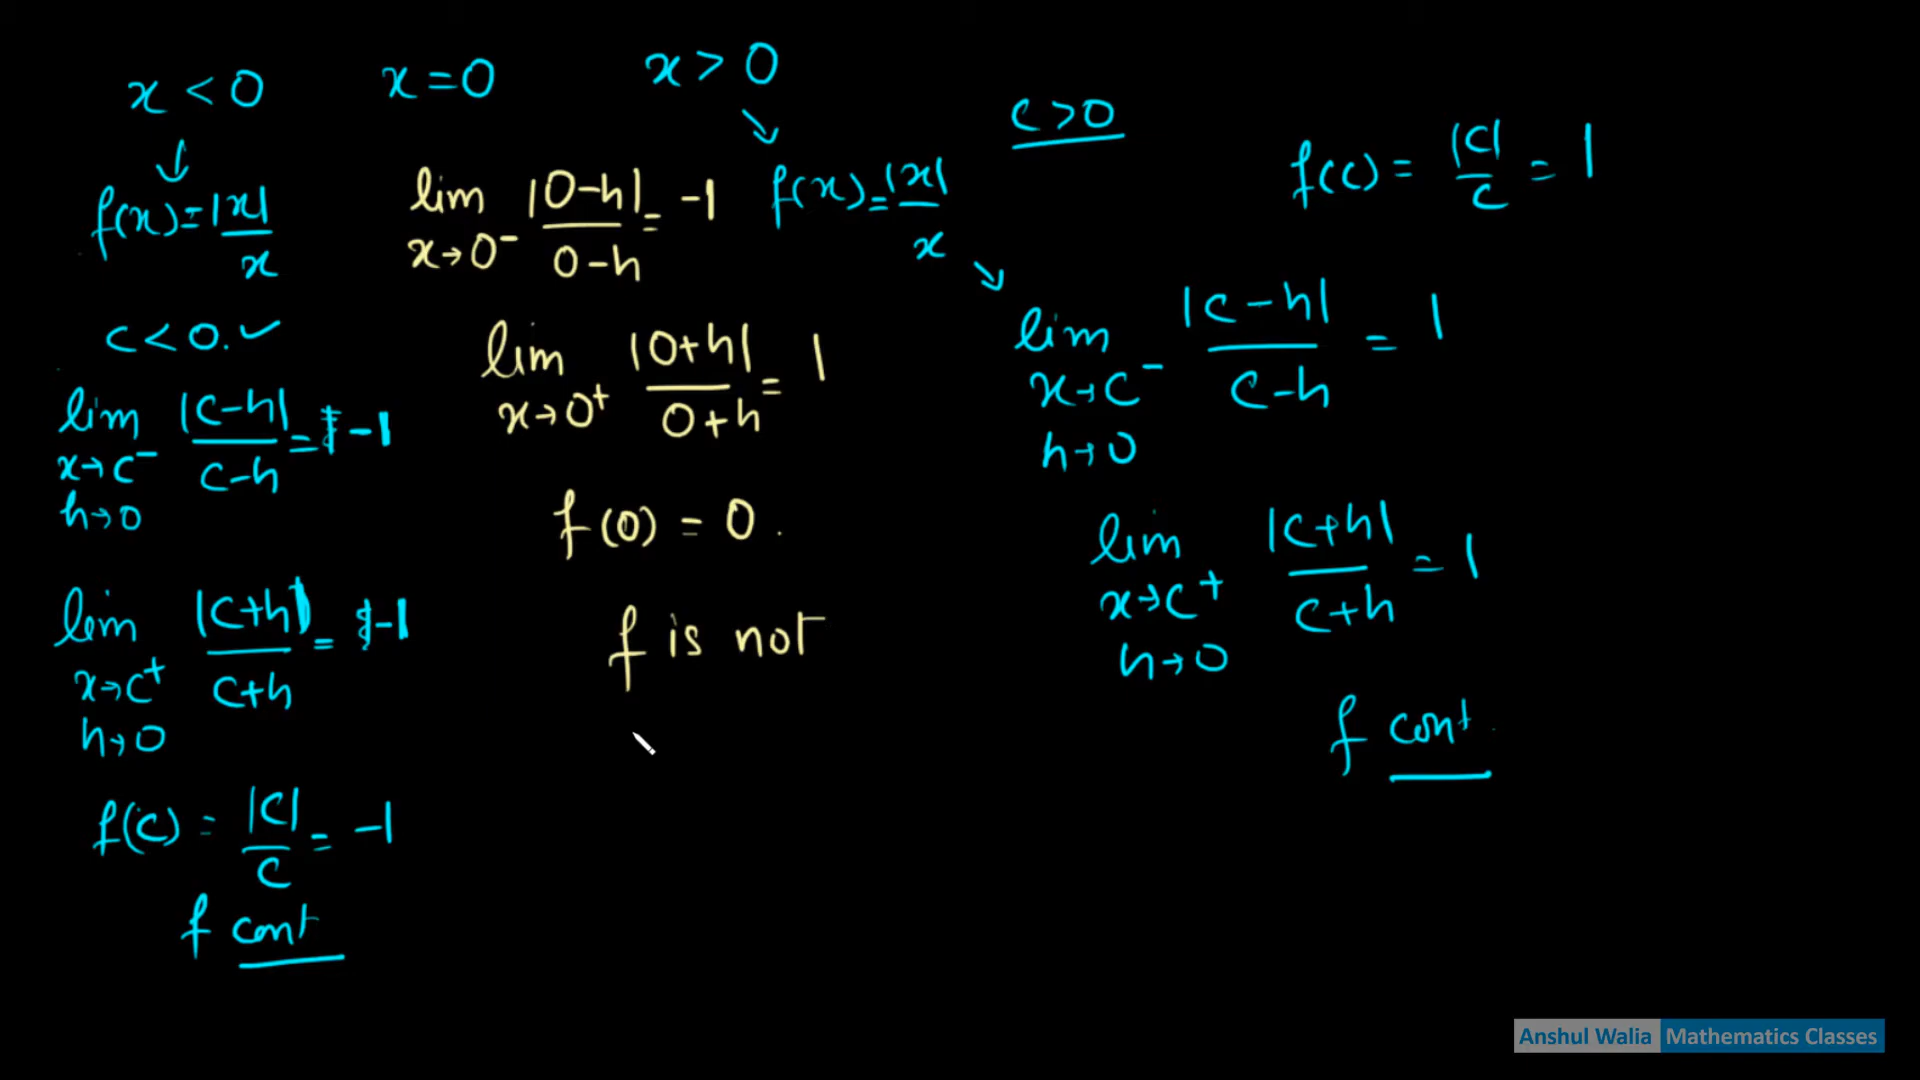 x < 0
x = 0
x > 0
f(x) = |x| / x
c < 0.✓
lim x→c⁻ h→0 |c-h| / c-h = -1
lim x→c⁺ h→0 |c+h| / c+h = -1
f(c) = |c| / c = -1
f cont
lim x→0⁻ |0-h| / 0-h = -1
lim x→0⁺ |0+h| / 0+h = 1
f(0) = 0.
f is not
f(x) = |x| / x
c > 0
f(c) = |c| / c = 1
lim x→c⁻ h→0 |c-h| / c-h = 1
lim x→c⁺ h→0 |c+h| / c+h = 1
f cont.
Anshul Walia Mathematics Classes